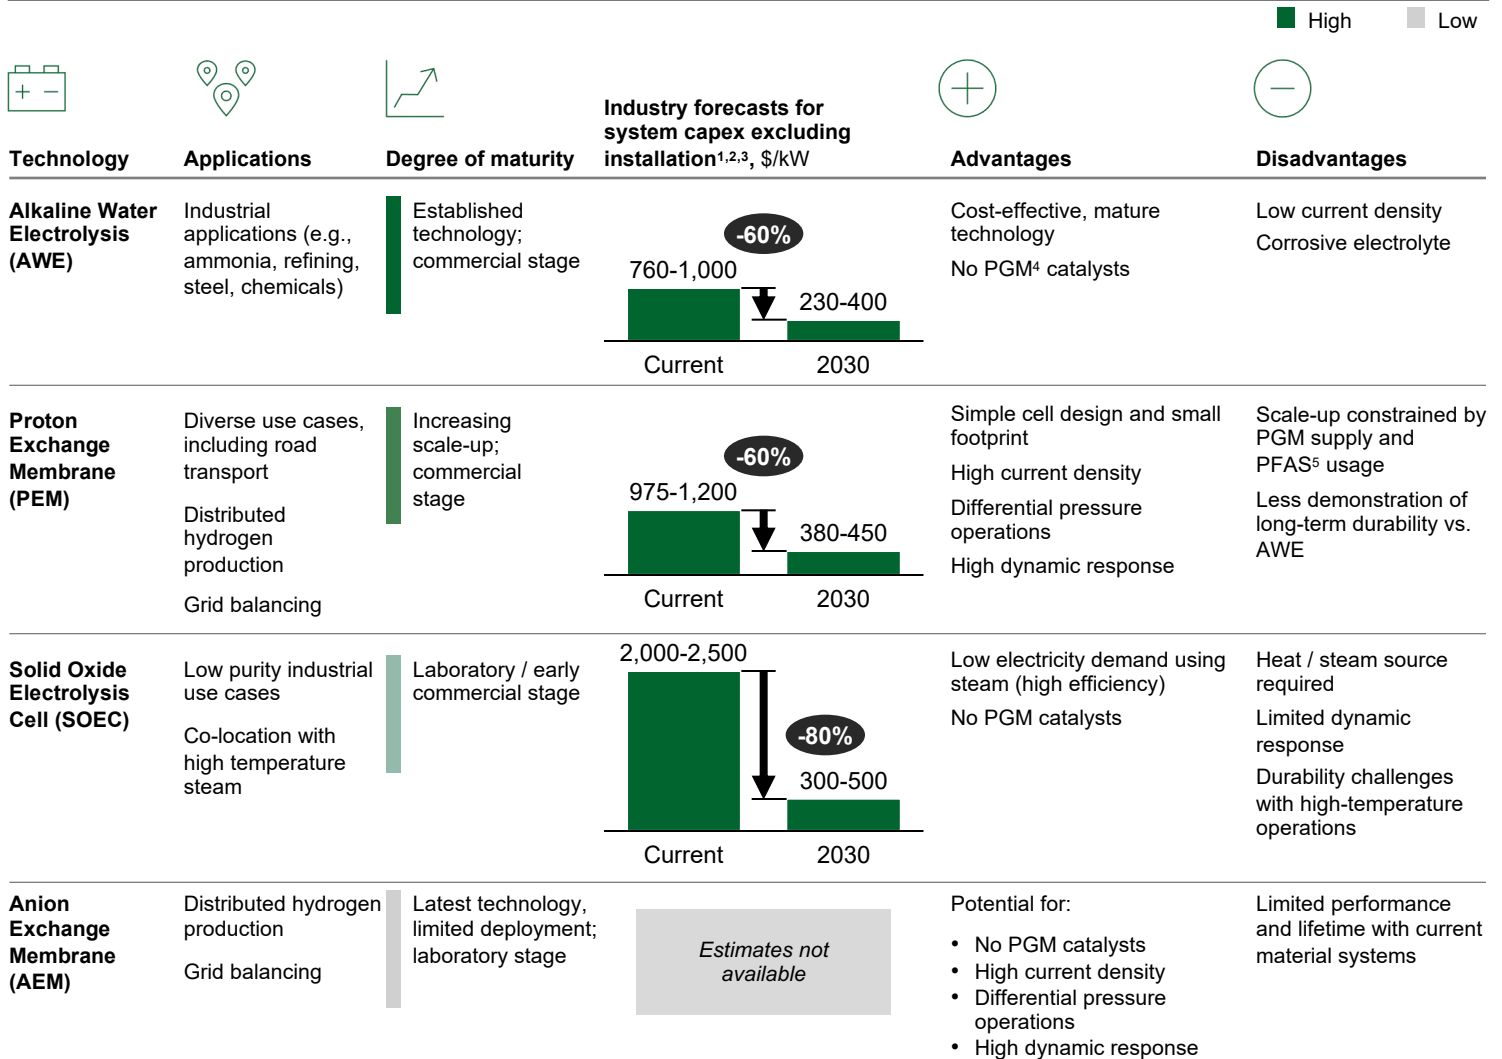 High
Low
Technology
Applications
Degree of maturity
Industry forecasts for
system capex excluding
installation1,2,3, $/kW
Advantages
Disadvantages
Alkaline Water
Electrolysis
(AWE)
Industrial
applications (e.g.,
ammonia, refining,
steel, chemicals)
Established
technology;
commercial stage
-60%
760-1,000
230-400
Current
2030
Cost-effective, mature
technology
No PGM4 catalysts
Low current density
Corrosive electrolyte
Proton
Exchange
Membrane
(PEM)
Diverse use cases,
including road
transport
Distributed
hydrogen
production
Grid balancing
Increasing
scale-up;
commercial
stage
-60%
975-1,200
380-450
Current
2030
Simple cell design and small
footprint
High current density
Differential pressure
operations
High dynamic response
Scale-up constrained by
PGM supply and
PFAS5 usage
Less demonstration of
long-term durability vs.
AWE
Solid Oxide
Electrolysis
Cell (SOEC)
Low purity industrial
use cases
Co-location with
high temperature
steam
Laboratory / early
commercial stage
2,000-2,500
-80%
300-500
Current
2030
Low electricity demand using
steam (high efficiency)
No PGM catalysts
Heat / steam source
required
Limited dynamic
response
Durability challenges
with high-temperature
operations
Anion
Exchange
Membrane
(AEM)
Distributed hydrogen
production
Grid balancing
Latest technology,
limited deployment;
laboratory stage
Estimates not
available
Potential for:
• No PGM catalysts
• High current density
• Differential pressure
operations
• High dynamic response
Limited performance
and lifetime with current
material systems